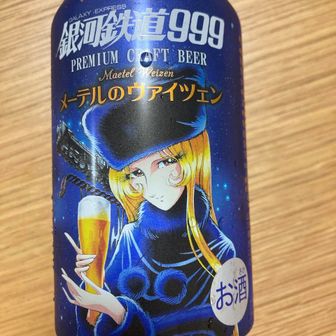 GALAXY EXPRESS
銀河鉄道999
PREMIUM CRAFT BEER
Maetel Weizen
メーテルのヴァイツェン
お酒